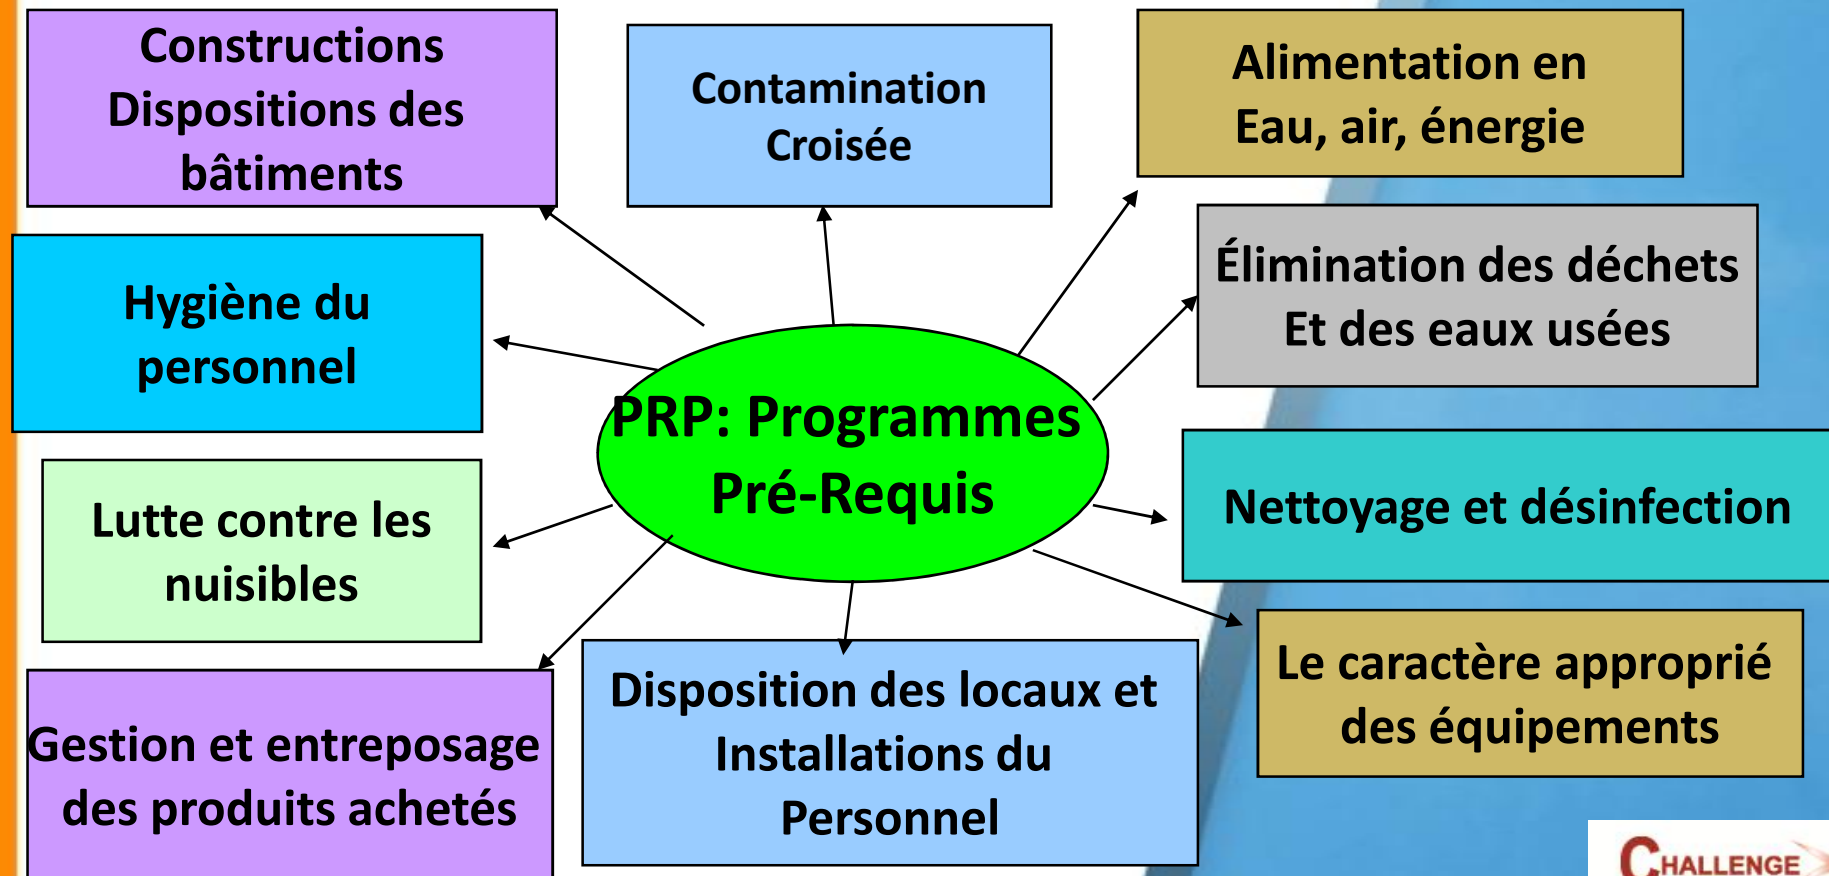 Constructions
Dispositions des
bâtiments
Contamination
Croisée
Alimentation en
Eau, air, énergie
Hygiène du
personnel
Élimination des déchets
Et des eaux usées
PRP: Programmes
Pré-Requis
Lutte contre les
nuisibles
Nettoyage et désinfection
Gestion et entreposage
des produits achetés
Disposition des locaux et
Installations du
Personnel
Le caractère approprié
des équipements
CHALLENGE